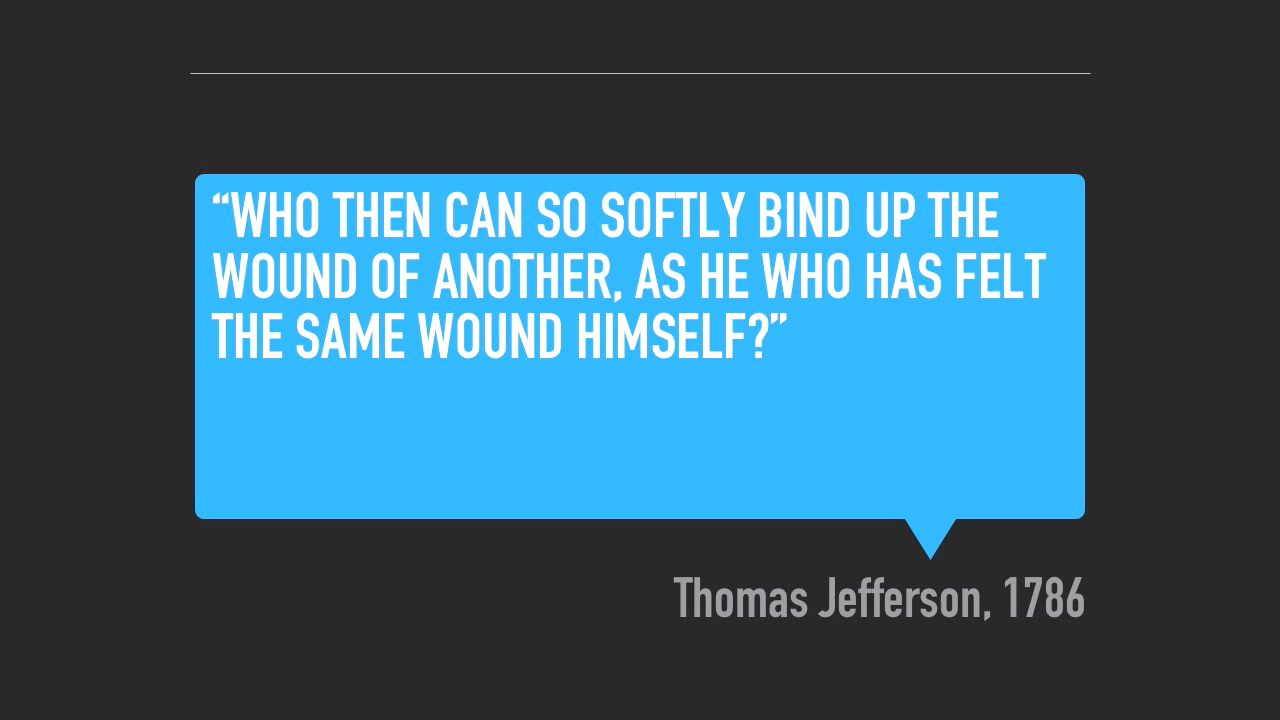 “WHO THEN CAN SO SOFTLY BIND UP THE
WOUND OF ANOTHER, AS HE WHO HAS FELT
THE SAME WOUND HIMSELF?”
Thomas Jefferson, 1786